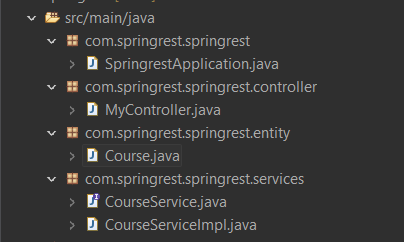 src/main/java
com.springrest.springrest
SpringrestApplication.java
com.springrest.springrest.controller
MyController.java
com.springrest.springrest.entity
Course.java
com.springrest.springrest.services
CourseService.java
CourseServiceImpl.java